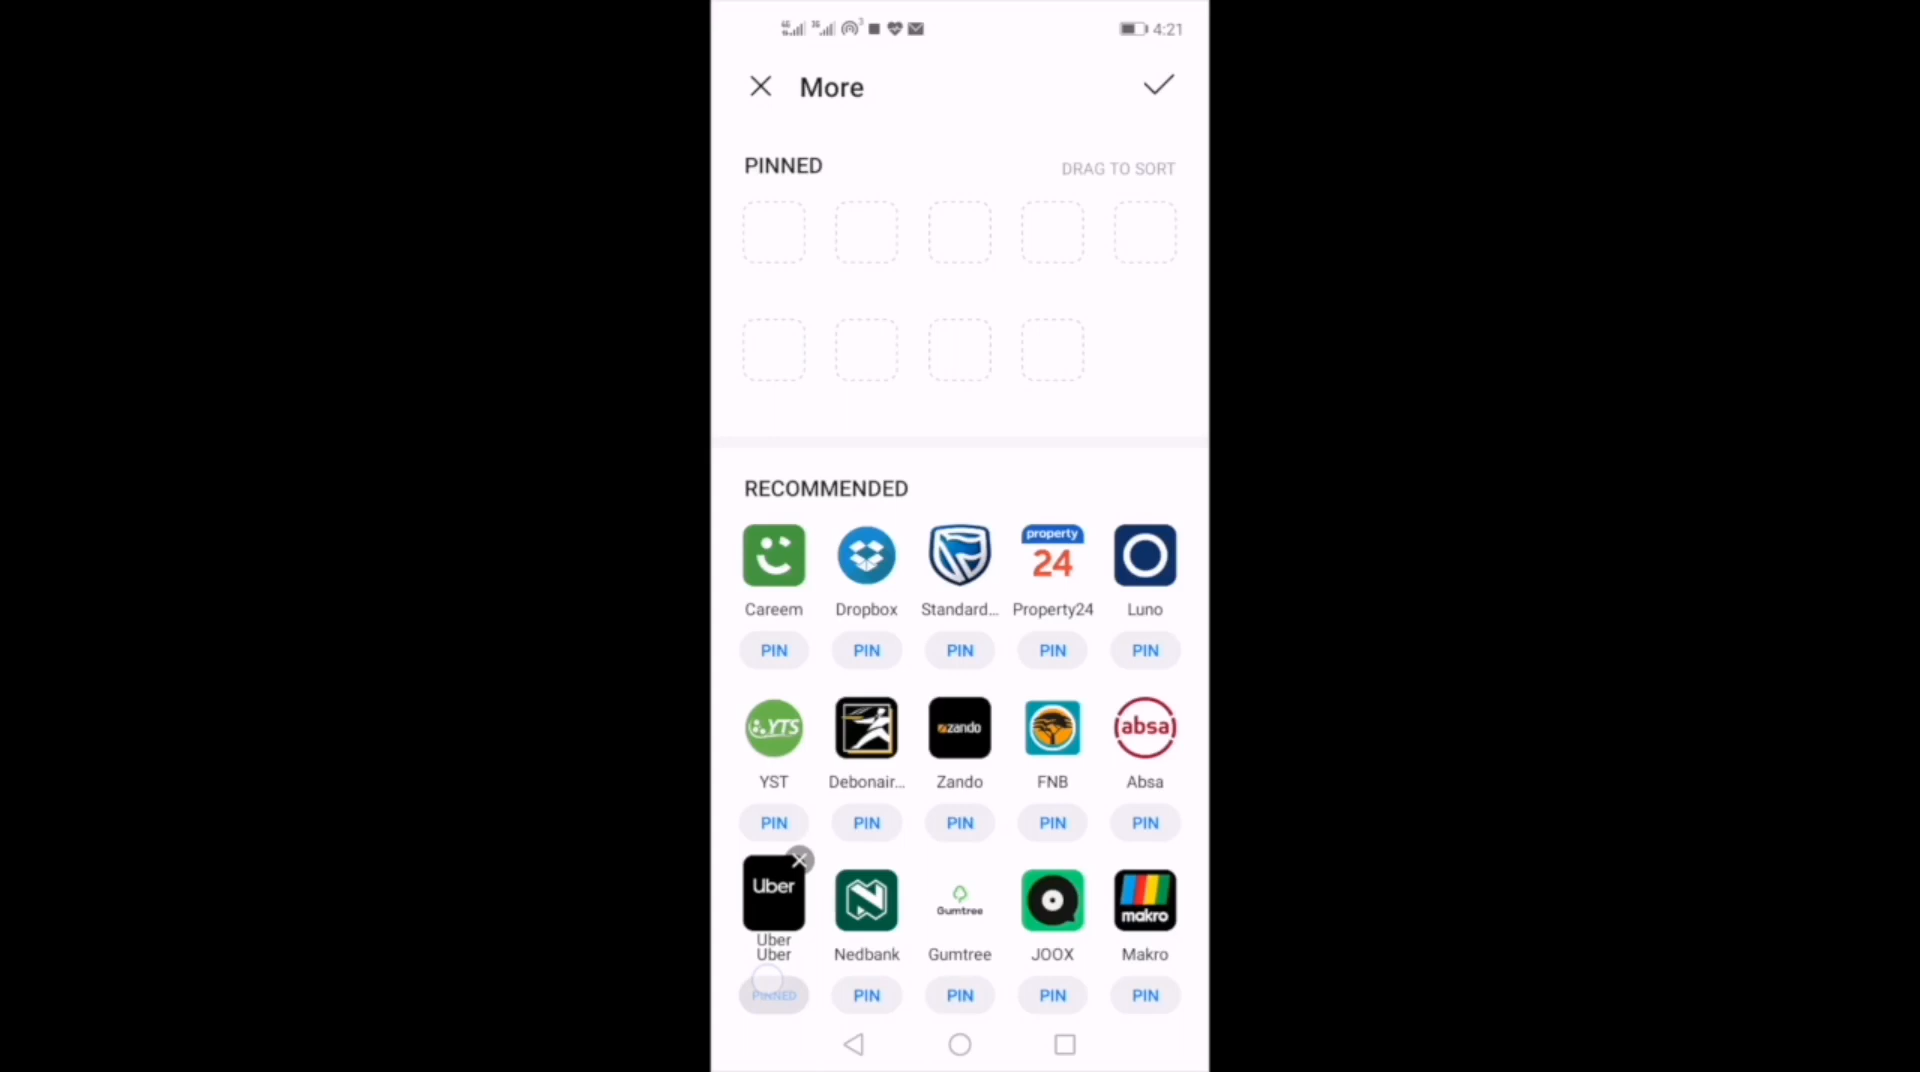 4:21
More
PINNED
DRAG TO SORT
RECOMMENDED
property
24
Careem
Dropbox
Standard...
Property24
Luno
PIN
PIN
PIN
PIN
PIN
YTS
zando
absa
YST
Debonair...
Zando
FNB
Absa
PIN
PIN
PIN
PIN
PIN
Uber
Gumtree
makro
Uber
Uber
Nedbank
Gumtree
JOOX
Makro
PINNED
PIN
PIN
PIN
PIN